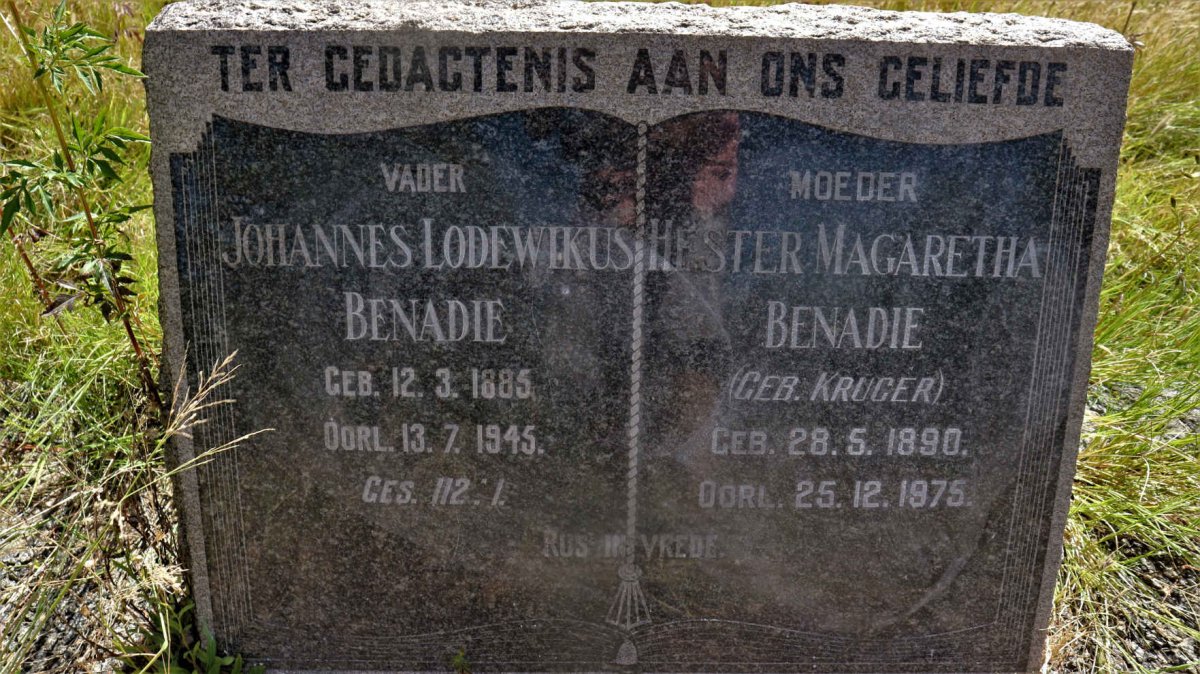 TER GEDAGTENIS AAN ONS GELIEFDE
VADER
JOHANNES LODEWIKUS
BENADIE
GEB. 12. 3. 1885.
OORL. 13. 7. 1945.
GES. 112: 1.
MOEDER
HESTER MAGARETHA
BENADIE
(GEB. KRUGER)
GEB. 28. 5. 1890.
OORL. 25. 12. 1975.
RUS IN VREDE.